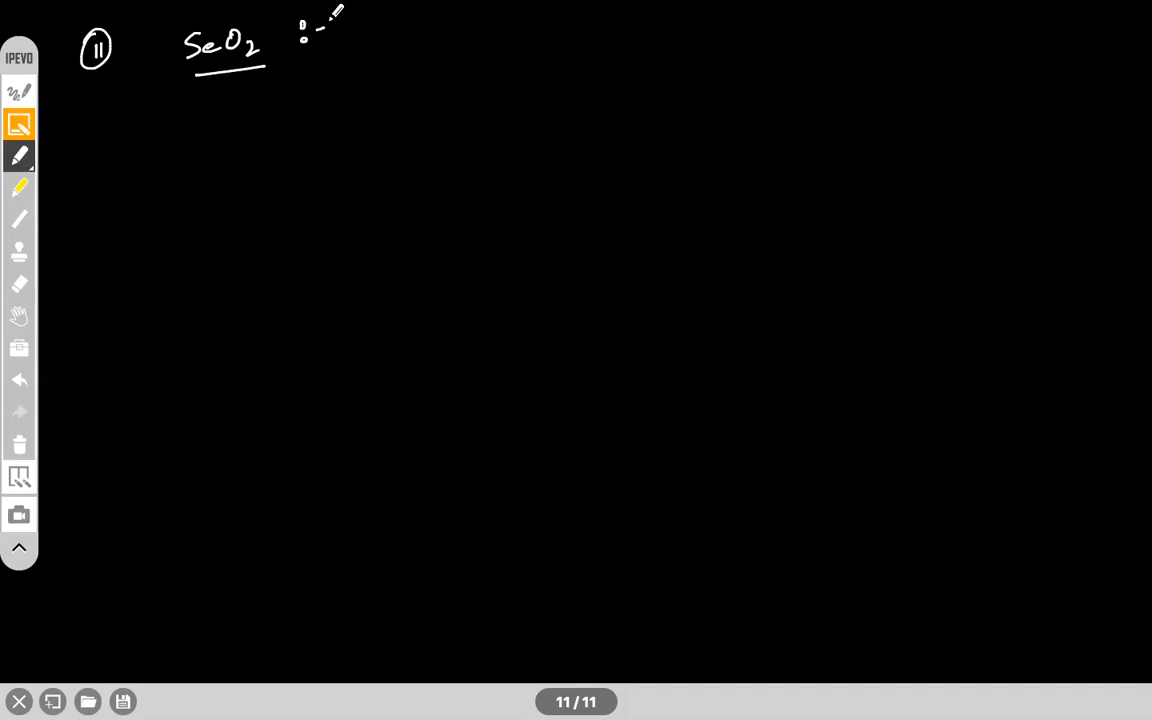 ⑪ SeO₂ :-
IPEVO
11 / 11